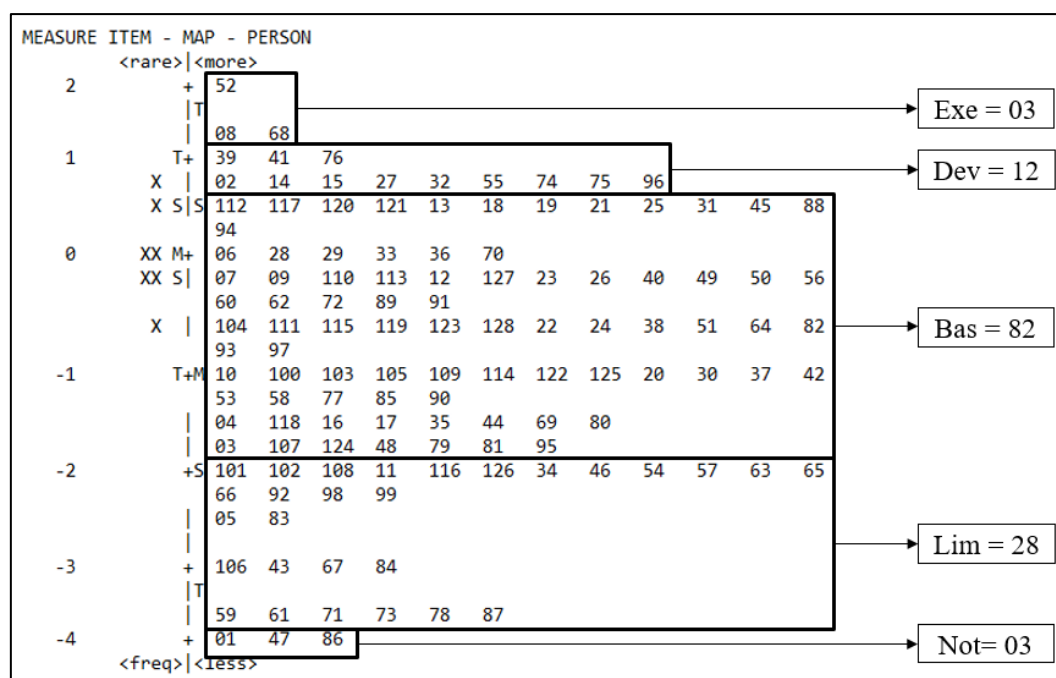 MEASURE ITEM - MAP - PERSON
<rare>|<more>
2 + 52
|T
Exe = 03
| 08 68
1 T+ 39 41 76
Dev = 12
X | 02 14 15 27 32 55 74 75 96
X S|S 112 117 120 121 13 18 19 21 25 31 45 88
94
0 XX M+ 06 28 29 33 36 70
XX S| 07 09 110 113 12 127 23 26 40 49 50 56
60 62 72 89 91
X | 104 111 115 119 123 128 22 24 38 51 64 82
Bas = 82
93 97
-1 T+M 10 100 103 105 109 114 122 125 20 30 37 42
53 58 77 85 90
| 04 118 16 17 35 44 69 80
| 03 107 124 48 79 81 95
-2 +S 101 102 108 11 116 126 34 46 54 57 63 65
66 92 98 99
| 05 83
|
Lim = 28
-3 + 106 43 67 84
|T
| 59 61 71 73 78 87
-4 + 01 47 86
Not= 03
<freq>|<less>